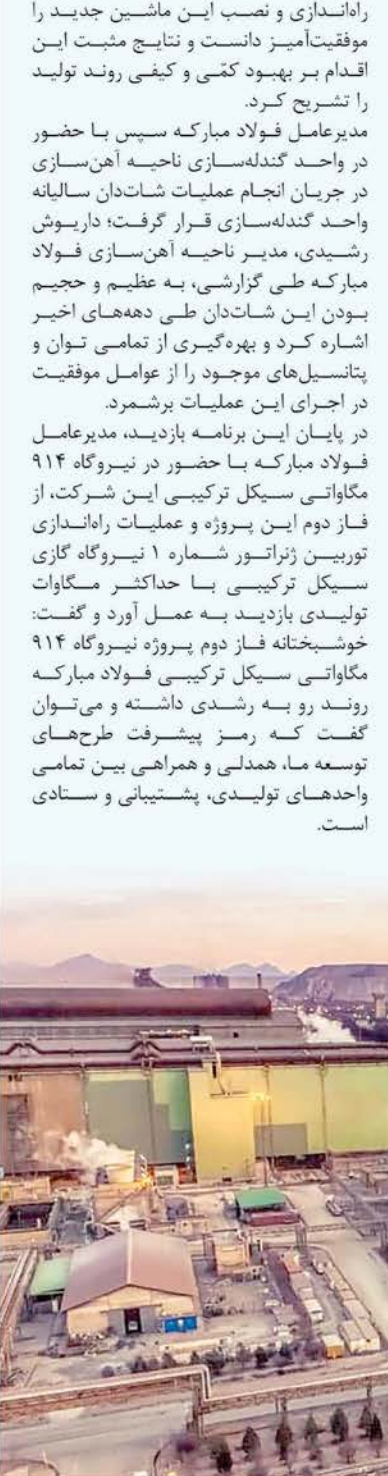 راه‌اندازی و نصب این ماشین جدید را
موفقیت‌آمیز دانست و نتایج مثبت این
اقدام بر بهبود کمّی و کیفی روند تولید
را تشریح کرد.
مدیرعامل فولاد مبارکه سپس با حضور
در واحد گندله‌سازی ناحیه آهن‌سازی
در جریان انجام عملیات شات‌دان سالیانه
واحد گندله‌سازی قرار گرفت؛ داریوش
رشیدی، مدیر ناحیه آهن‌سازی فولاد
مبارکه طی گزارشی، به عظیم و حجیم
بودن این شات‌دان طی دهه‌های اخیر
اشاره کرد و بهره‌گیری از تمامی توان و
پتانسیل‌های موجود را از عوامل موفقیت
در اجرای این عملیات برشمرد.
در پایان این برنامه بازدید، مدیرعامل
فولاد مبارکه با حضور در نیروگاه ۹۱۴
مگاواتی سیکل ترکیبی این شرکت، از
فاز دوم این پروژه و عملیات راه‌اندازی
توربین ژنراتور شماره ۱ نیروگاه گازی
سیکل ترکیبی با حداکثر مگاوات
تولیدی بازدید به عمل آورد و گفت:
خوشبختانه فاز دوم پروژه نیروگاه ۹۱۴
مگاواتی سیکل ترکیبی فولاد مبارکه
روند رو به رشدی داشته و می‌توان
گفت که رمز پیشرفت طرح‌های
توسعه ما، همدلی و همراهی بین تمامی
واحدهای تولیدی، پشتیبانی و ستادی
است.